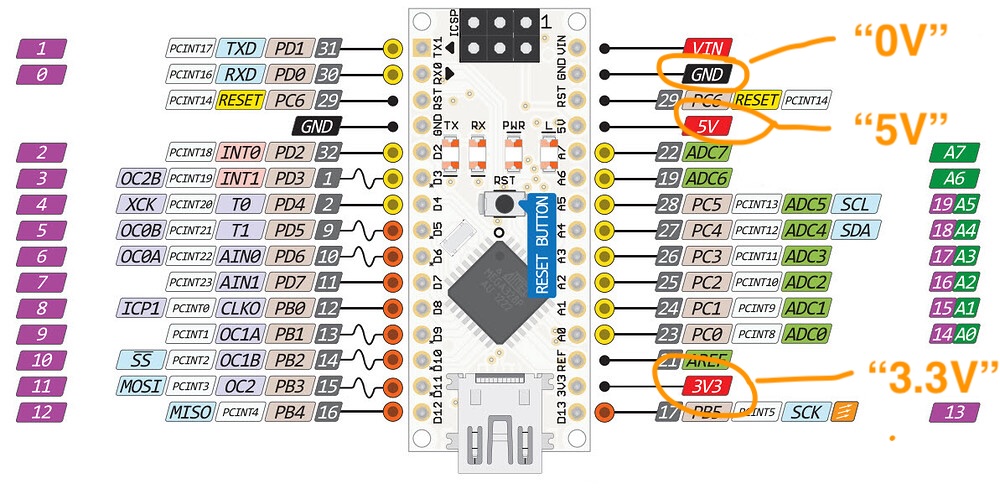 ICSP 1
1 PCINT17 TXD PD1 31 TX1 VIN VIN "0V"
0 PCINT16 RXD PD0 30 RX0 GND GND
PCINT14 RESET PC6 29 RST RST 29 PC6 RESET PCINT14
GND GND 5V 5V "5V"
TX RX PWR L
2 PCINT18 INT0 PD2 32 D2 A7 22 ADC7 A7
3 OC2B PCINT19 INT1 PD3 1 D3 A6 19 ADC6 A6
RST
4 XCK PCINT20 T0 PD4 2 D4 A5 28 PC5 PCINT13 ADC5 SCL 19 A5
5 OC0B PCINT21 T1 PD5 9 D5 A4 27 PC4 PCINT12 ADC4 SDA 18 A4
RESET BUTTON
6 OC0A PCINT22 AIN0 PD6 10 D6 A3 26 PC3 PCINT11 ADC3 17 A3
7 PCINT23 AIN1 PD7 11 D7 A2 25 PC2 PCINT10 ADC2 16 A2
8 ICP1 PCINT0 CLKO PB0 12 D8 A1 24 PC1 PCINT9 ADC1 15 A1
9 PCINT1 OC1A PB1 13 D9 A0 23 PC0 PCINT8 ADC0 14 A0
10 SS PCINT2 OC1B PB2 14 D10 REF 21 AREF
11 MOSI PCINT3 OC2 PB3 15 D11 3V3 3V3 "3.3V"
12 MISO PCINT4 PB4 16 D12 D13 17 PB5 PCINT5 SCK 13